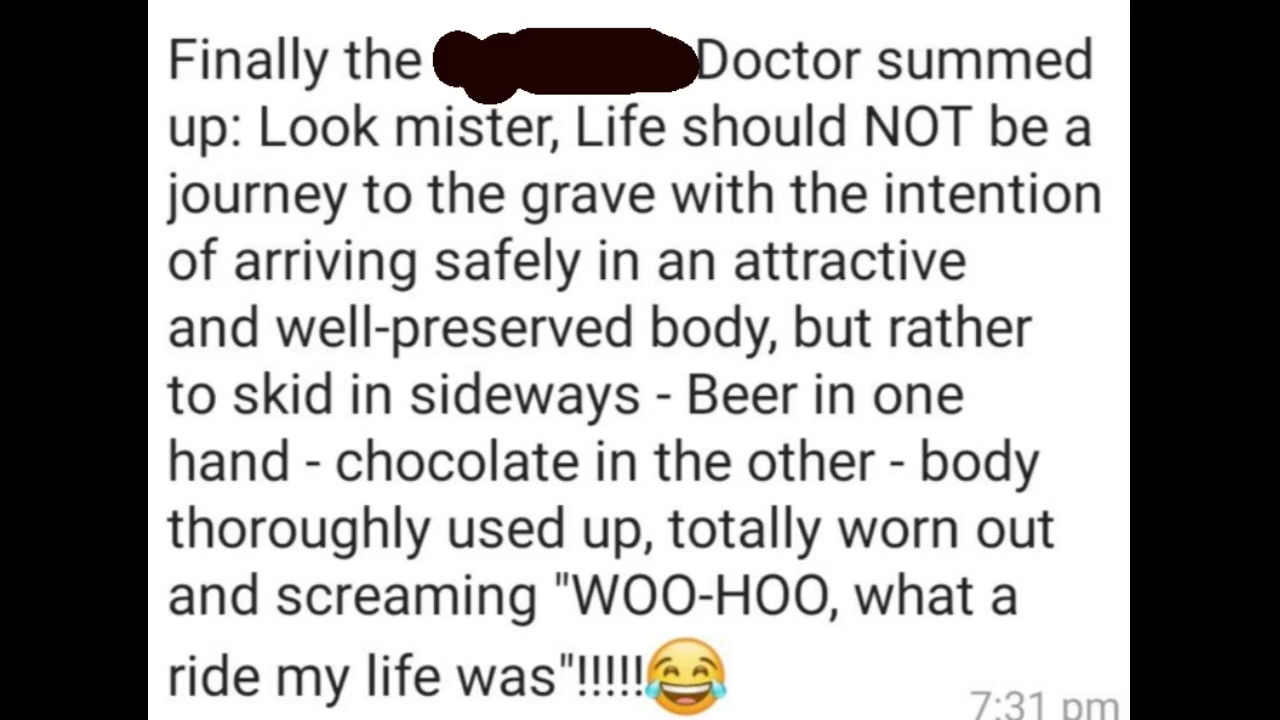 Finally the Doctor summed
up: Look mister, Life should NOT be a
journey to the grave with the intention
of arriving safely in an attractive
and well-preserved body, but rather
to skid in sideways - Beer in one
hand - chocolate in the other - body
thoroughly used up, totally worn out
and screaming "WOO-HOO, what a
ride my life was"!!!!!😂
7:31 pm